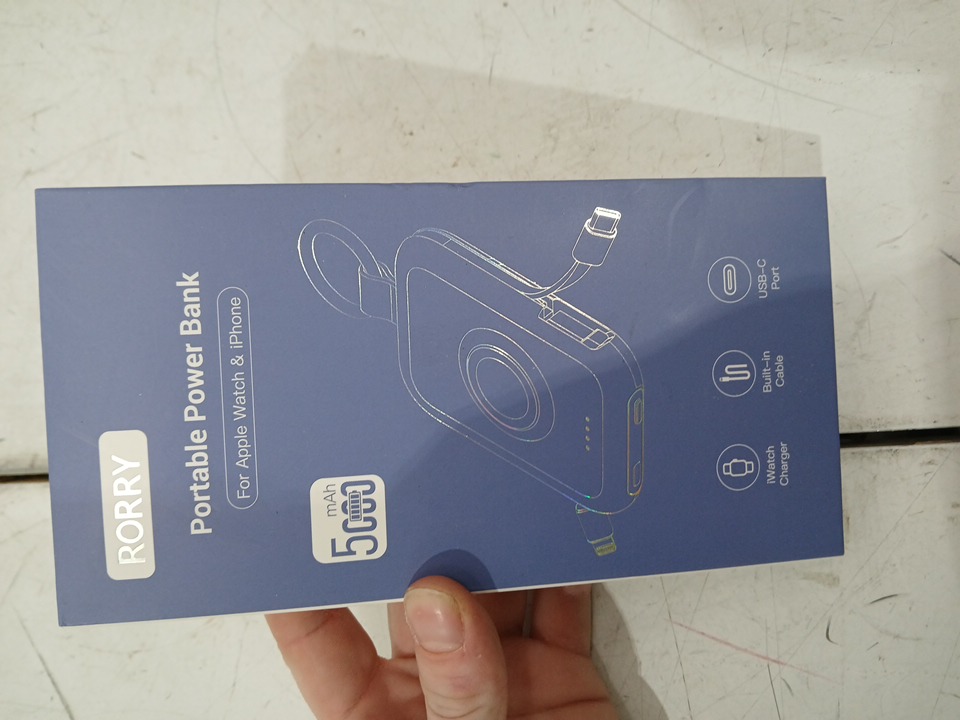 RORRY
Portable Power Bank
For Apple Watch & iPhone
5000 mAh
iWatch
Charger
Built-in
Cable
USB-C
Port